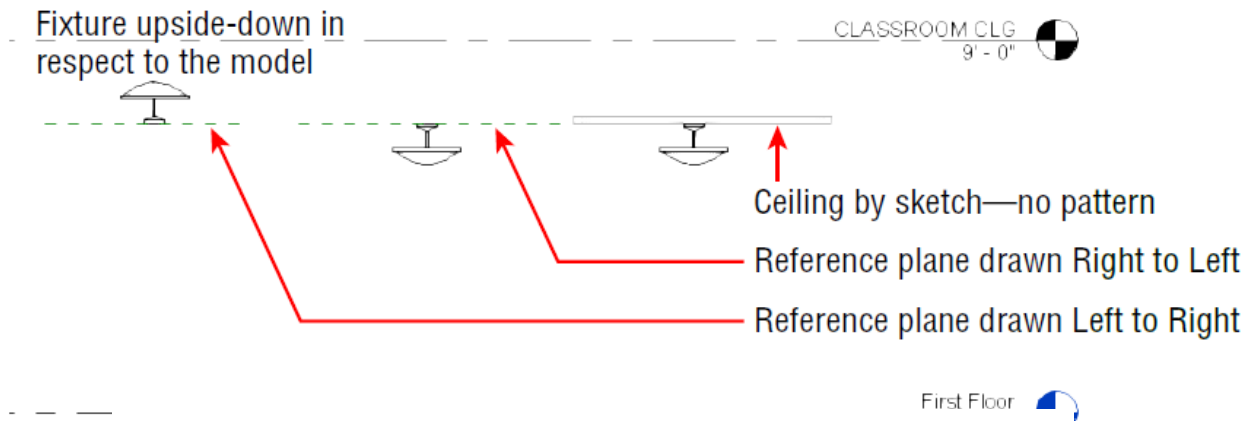 Fixture upside-down in
respect to the model
CLASSROOM CLG
9' - 0"
Ceiling by sketch—no pattern
Reference plane drawn Right to Left
Reference plane drawn Left to Right
First Floor